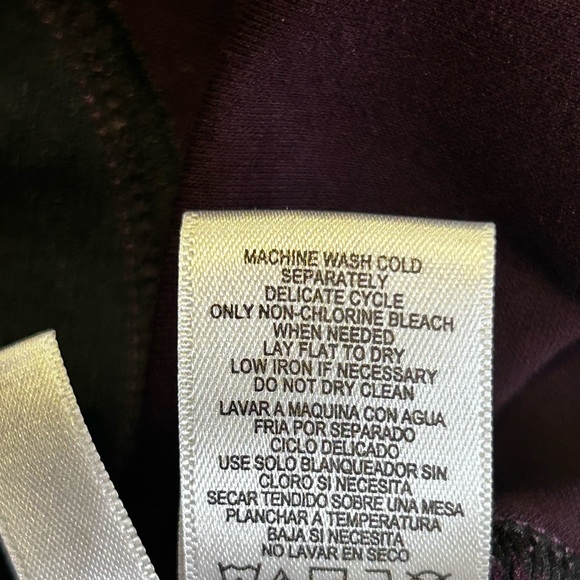 MACHINE WASH COLD
SEPARATELY
DELICATE CYCLE
ONLY NON-CHLORINE BLEACH
WHEN NEEDED
LAY FLAT TO DRY
LOW IRON IF NECESSARY
DO NOT DRY CLEAN
LAVAR A MAQUINA CON AGUA
FRIA POR SEPARADO
CICLO DELICADO
USE SOLO BLANQUEADOR SIN
CLORO SI NECESITA
SECAR TENDIDO SOBRE UNA MESA
PLANCHAR A TEMPERATURA
BAJA SI NECESITA
NO LAVAR EN SECO